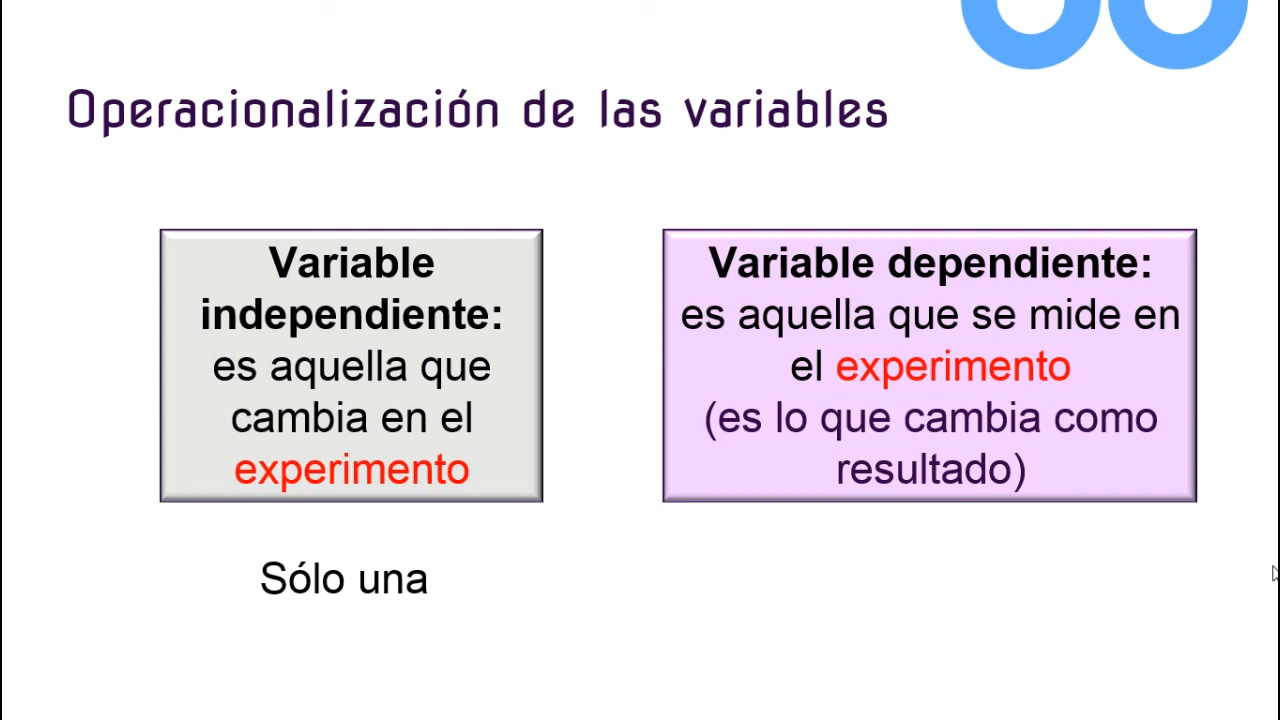 Operacionalización de las variables
Variable
independiente:
es aquella que
cambia en el
experimento
Variable dependiente:
es aquella que se mide en
el experimento
(es lo que cambia como
resultado)
Sólo una